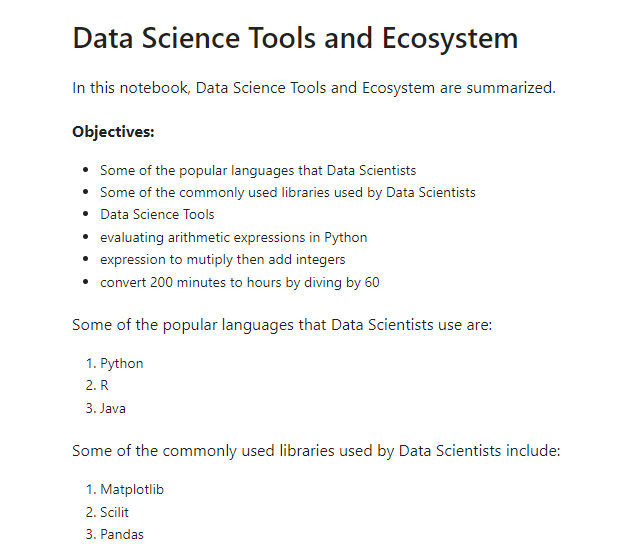 Data Science Tools and Ecosystem
In this notebook, Data Science Tools and Ecosystem are summarized.
Objectives:
• Some of the popular languages that Data Scientists
• Some of the commonly used libraries used by Data Scientists
• Data Science Tools
• evaluating arithmetic expressions in Python
• expression to mutiply then add integers
• convert 200 minutes to hours by diving by 60
Some of the popular languages that Data Scientists use are:
1. Python
2. R
3. Java
Some of the commonly used libraries used by Data Scientists include:
1. Matplotlib
2. Scilit
3. Pandas